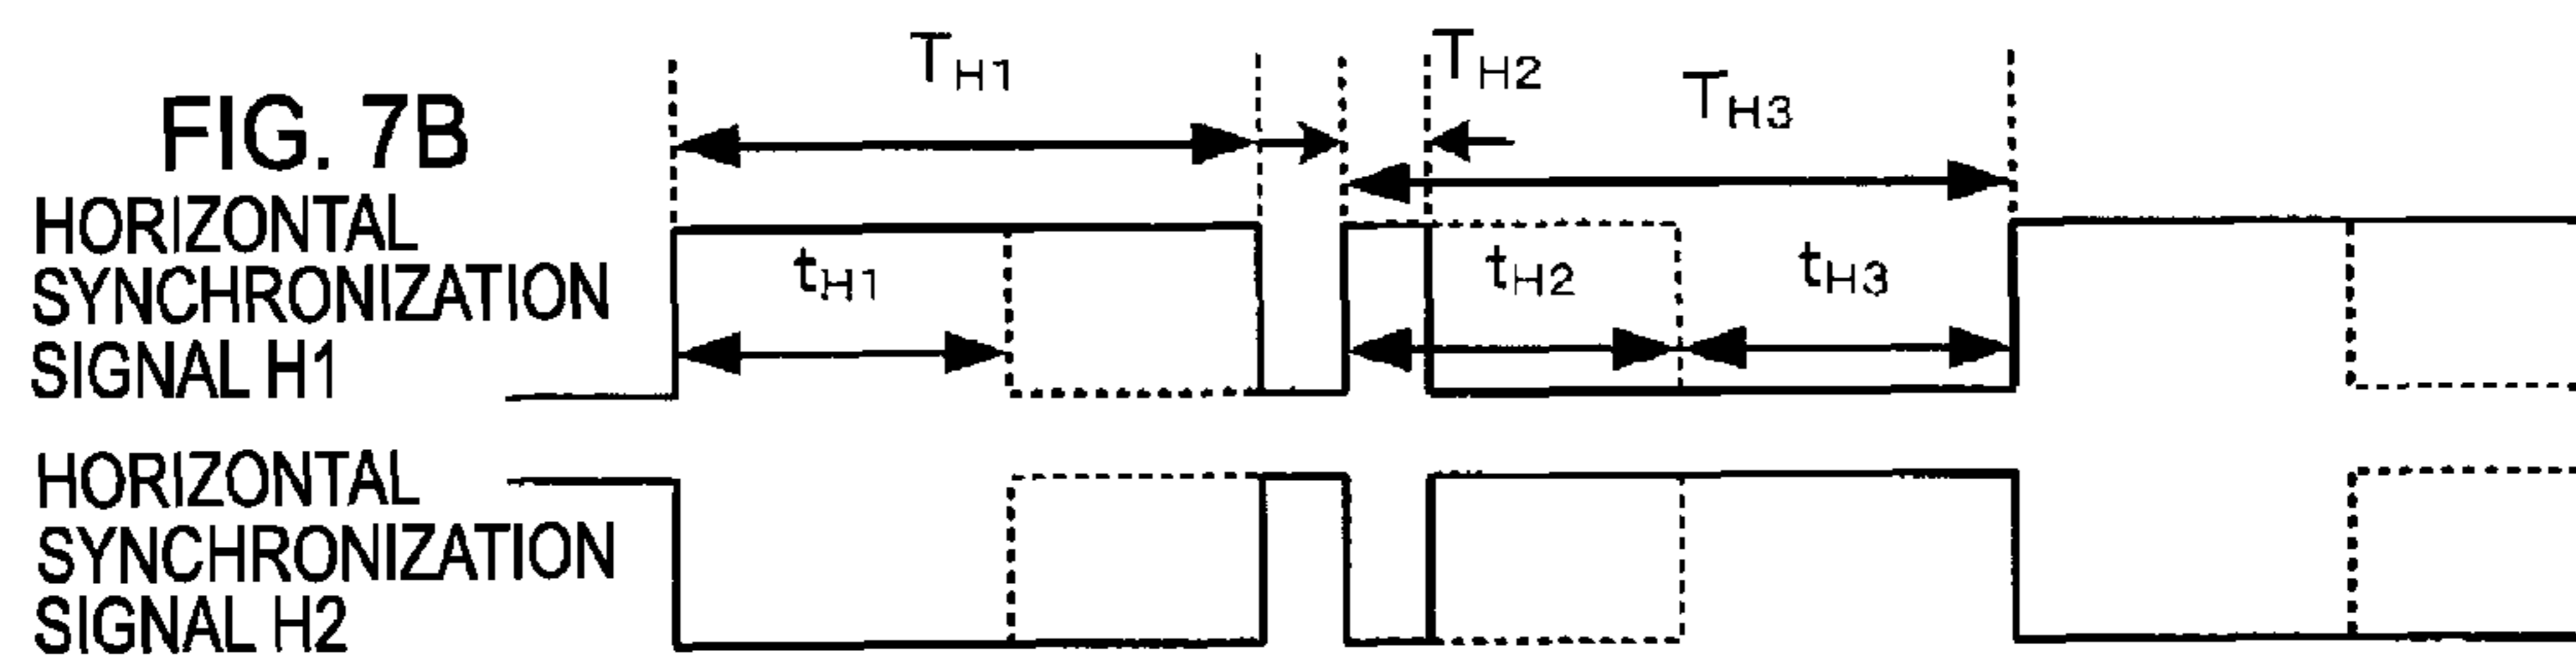 FIG. 7B
T_H1
T_H2
T_H3
HORIZONTAL
SYNCHRONIZATION
SIGNAL H1
t_H1
t_H2
t_H3
HORIZONTAL
SYNCHRONIZATION
SIGNAL H2